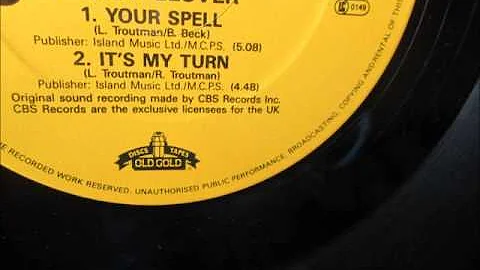 1. YOUR SPELL
(L. Troutman/B. Beck)
Publisher: Island Music Ltd./M.C.P.S. (5.08)
2. IT'S MY TURN
(L. Troutman/R. Troutman)
Publisher: Island Music Ltd./M.C.P.S. (4:48)
Original sound recording made by CBS Records Inc.
CBS Records are the exclusive licensees for the UK
DISCS TAPES
OLD GOLD
RECORDED WORK RESERVED. UNAUTHORISED PUBLIC PERFORMANCE, BROADCASTING, COPYING AND RENTAL OF THIS
LC 0149